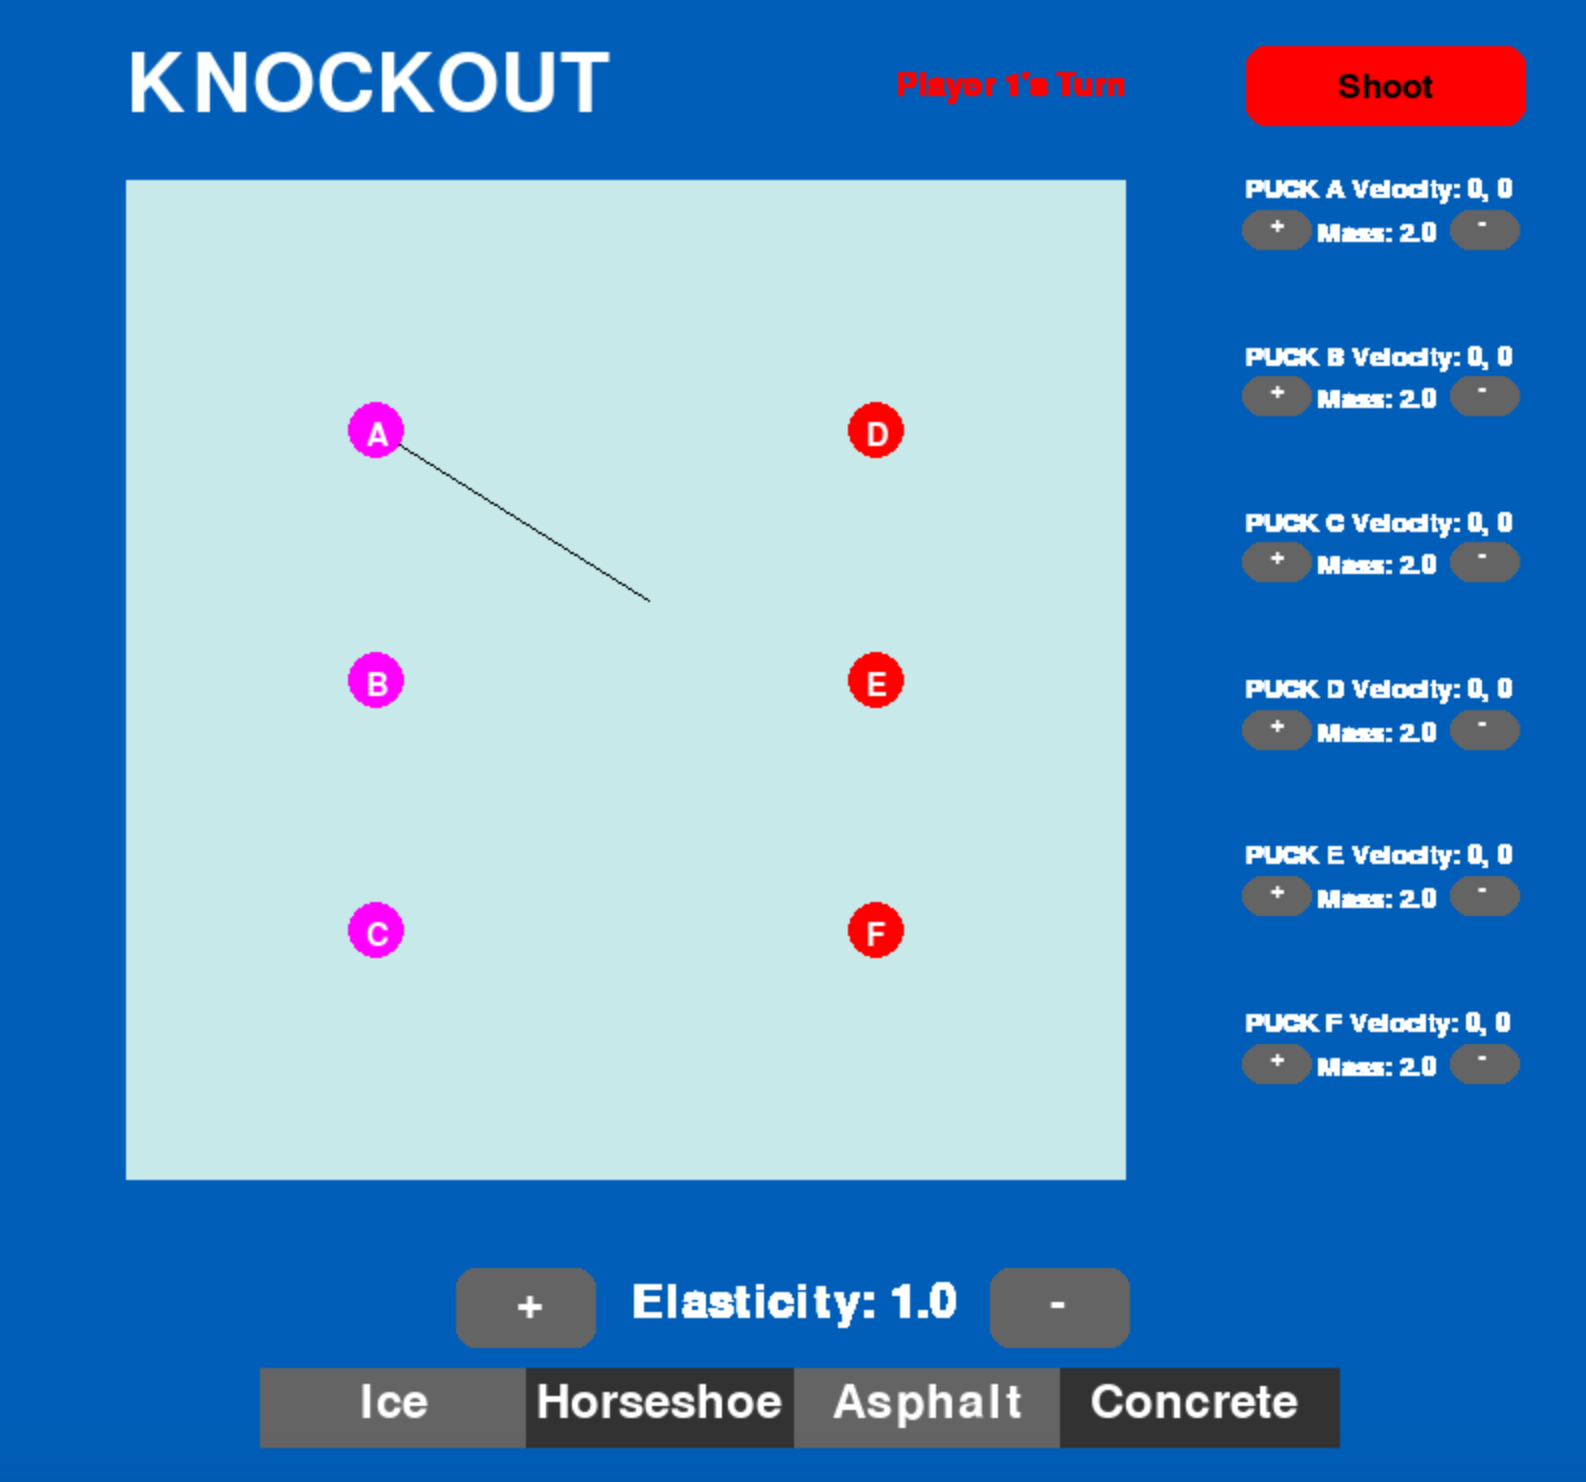 KNOCKOUT
Player 1's Turn
Shoot
PUCK A Velocity: 0, 0
+ Mass: 2.0 -
PUCK B Velocity: 0, 0
+ Mass: 2.0 -
PUCK C Velocity: 0, 0
+ Mass: 2.0 -
PUCK D Velocity: 0, 0
+ Mass: 2.0 -
PUCK E Velocity: 0, 0
+ Mass: 2.0 -
PUCK F Velocity: 0, 0
+ Mass: 2.0 -
A D
B E
C F
+ Elasticity: 1.0 -
Ice Horseshoe Asphalt Concrete